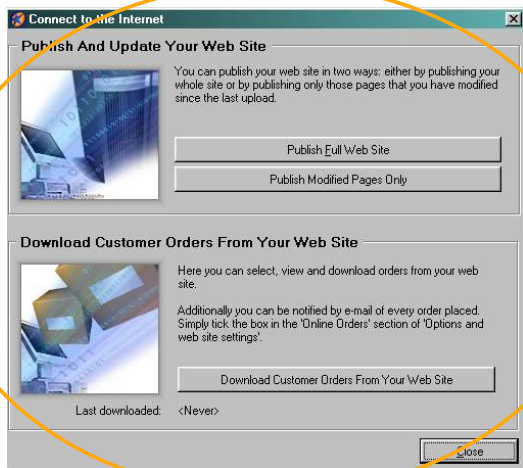 Connect to the Internet
Publish And Update Your Web Site
You can publish your web site in two ways: either by publishing your
whole site or by publishing only those pages that you have modified
since the last upload.
Publish Full Web Site
Publish Modified Pages Only
Download Customer Orders From Your Web Site
Here you can select, view and download orders from your web
site.
Additionally you can be notified by e-mail of every order placed.
Simply tick the box in the 'Online Orders' section of 'Options and
web site settings'.
Download Customer Orders From Your Web Site
Last downloaded: <Never>
Close